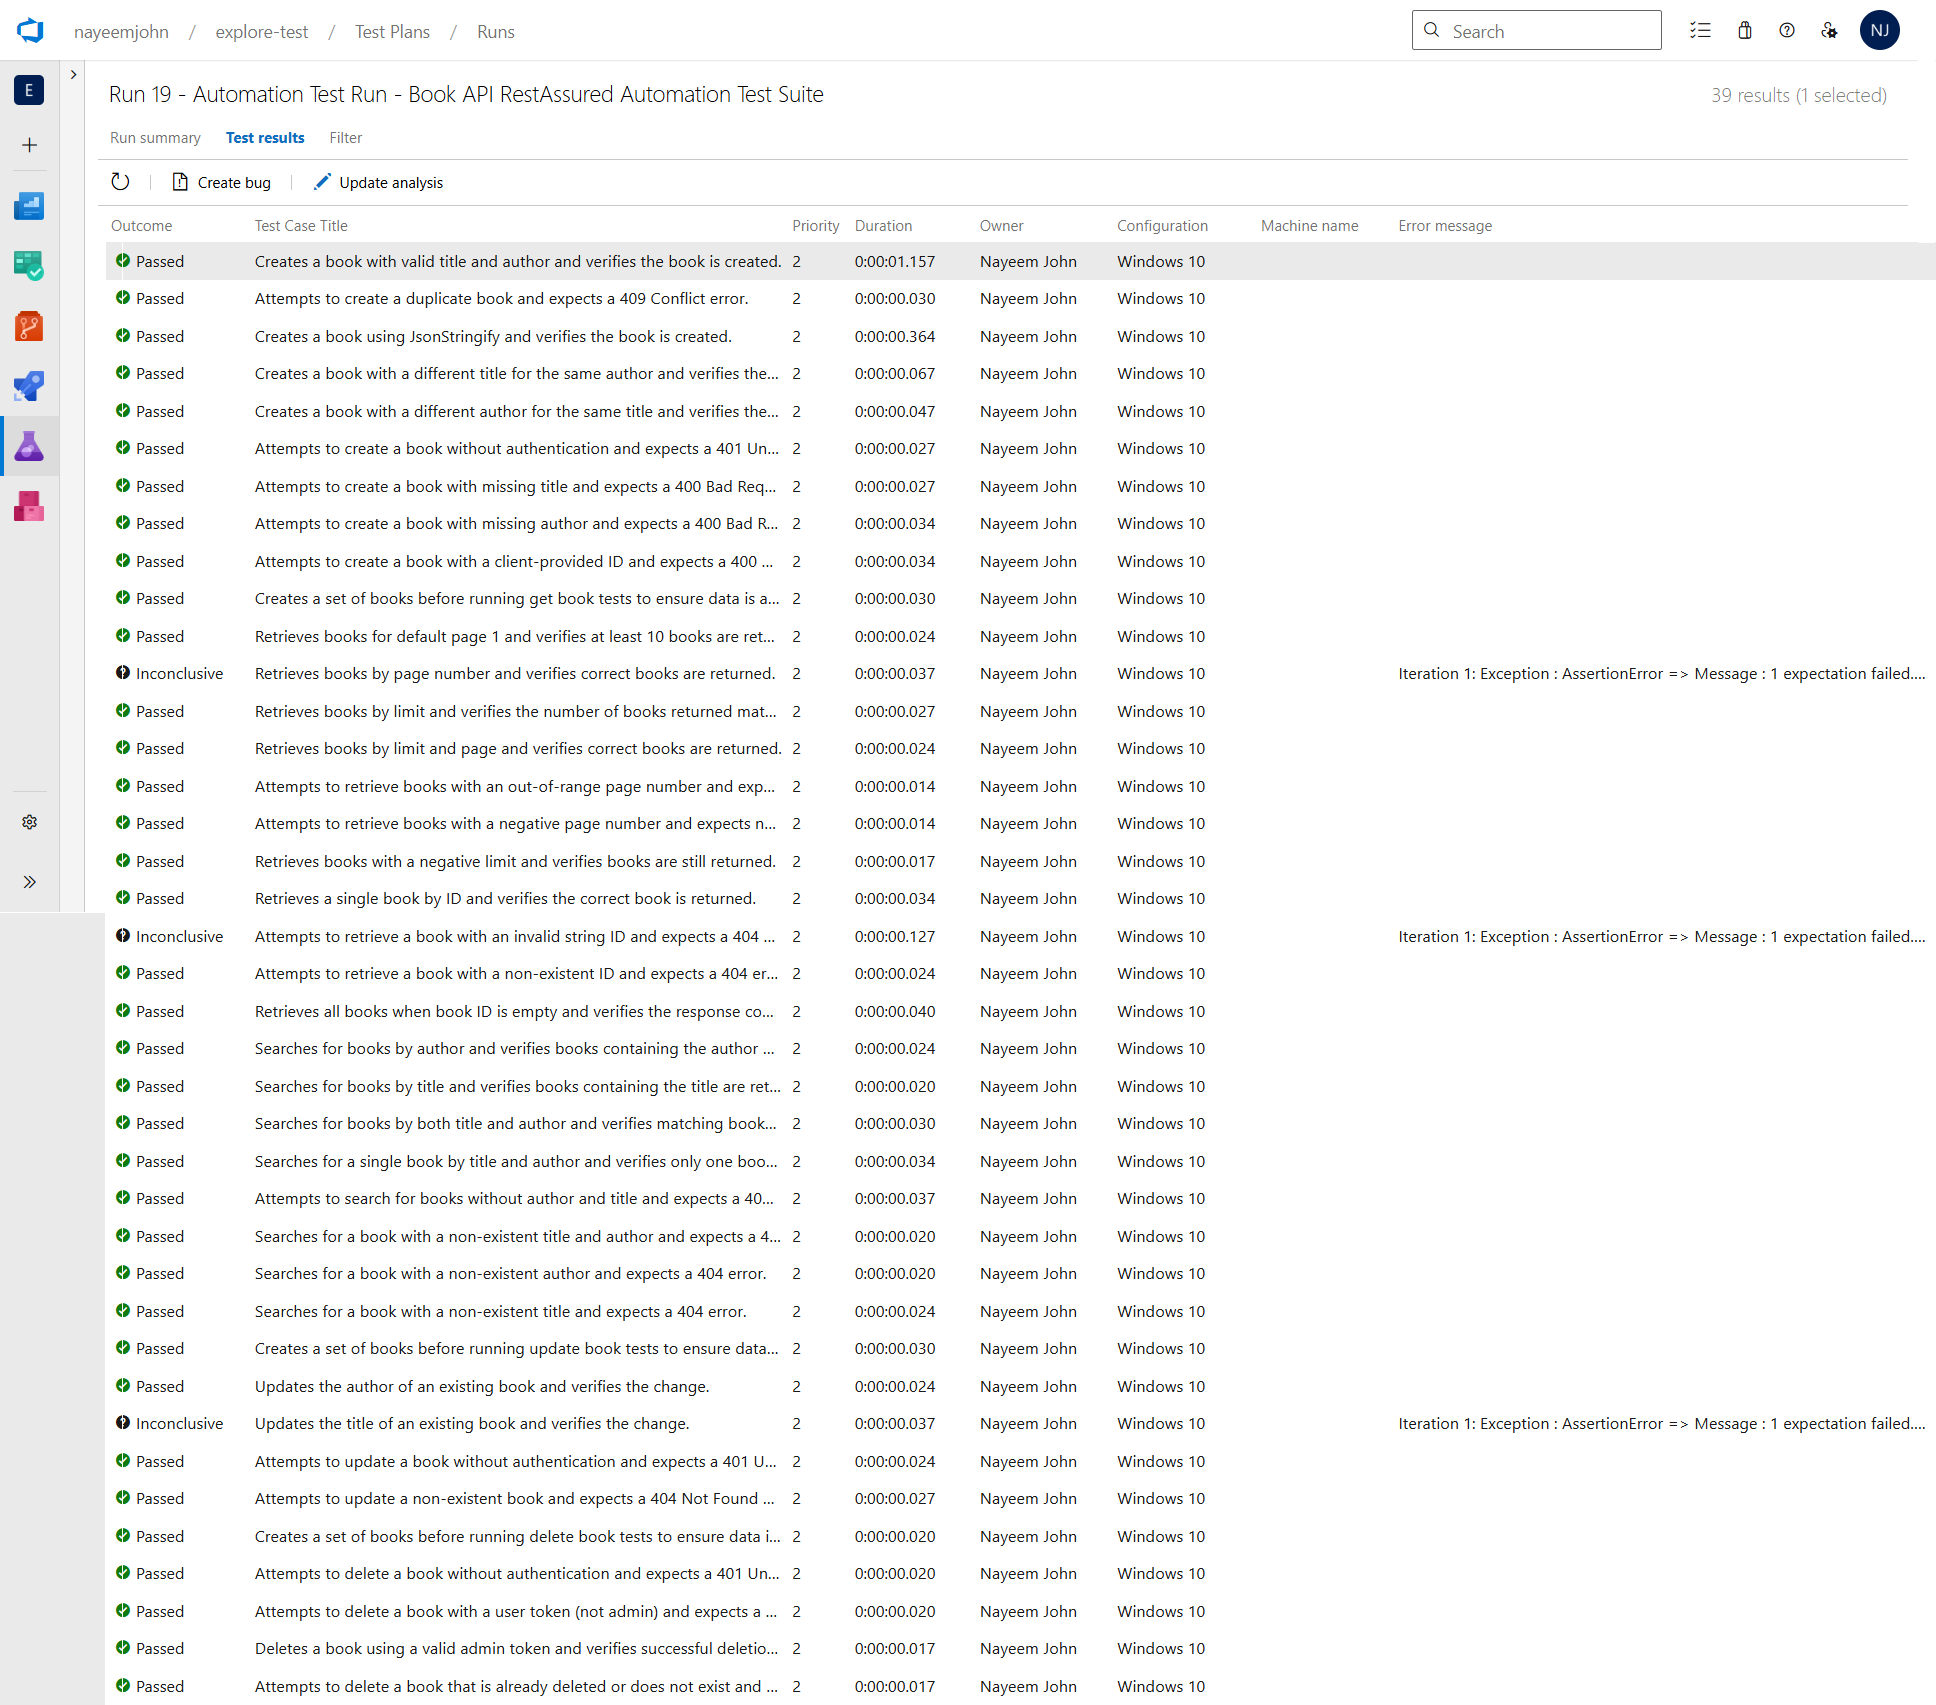 nayeemjohn / explore-test / Test Plans / Runs Search NJ
E Run 19 - Automation Test Run - Book API RestAssured Automation Test Suite 39 results (1 selected)
Run summary Test results Filter
Create bug Update analysis
Outcome Test Case Title Priority Duration Owner Configuration Machine name Error message
Passed Creates a book with valid title and author and verifies the book is created. 2 0:00:01.157 Nayeem John Windows 10
Passed Attempts to create a duplicate book and expects a 409 Conflict error. 2 0:00:00.030 Nayeem John Windows 10
Passed Creates a book using JsonStringify and verifies the book is created. 2 0:00:00.364 Nayeem John Windows 10
Passed Creates a book with a different title for the same author and verifies the... 2 0:00:00.067 Nayeem John Windows 10
Passed Creates a book with a different author for the same title and verifies the... 2 0:00:00.047 Nayeem John Windows 10
Passed Attempts to create a book without authentication and expects a 401 Un... 2 0:00:00.027 Nayeem John Windows 10
Passed Attempts to create a book with missing title and expects a 400 Bad Req... 2 0:00:00.027 Nayeem John Windows 10
Passed Attempts to create a book with missing author and expects a 400 Bad R... 2 0:00:00.034 Nayeem John Windows 10
Passed Attempts to create a book with a client-provided ID and expects a 400 ... 2 0:00:00.034 Nayeem John Windows 10
Passed Creates a set of books before running get book tests to ensure data is a... 2 0:00:00.030 Nayeem John Windows 10
Passed Retrieves books for default page 1 and verifies at least 10 books are ret... 2 0:00:00.024 Nayeem John Windows 10
Inconclusive Retrieves books by page number and verifies correct books are returned. 2 0:00:00.037 Nayeem John Windows 10 Iteration 1: Exception : AssertionError => Message : 1 expectation failed....
Passed Retrieves books by limit and verifies the number of books returned mat... 2 0:00:00.027 Nayeem John Windows 10
Passed Retrieves books by limit and page and verifies correct books are returned. 2 0:00:00.024 Nayeem John Windows 10
Passed Attempts to retrieve books with an out-of-range page number and exp... 2 0:00:00.014 Nayeem John Windows 10
Passed Attempts to retrieve books with a negative page number and expects n... 2 0:00:00.014 Nayeem John Windows 10
Passed Retrieves books with a negative limit and verifies books are still returned. 2 0:00:00.017 Nayeem John Windows 10
Passed Retrieves a single book by ID and verifies the correct book is returned. 2 0:00:00.034 Nayeem John Windows 10
Inconclusive Attempts to retrieve a book with an invalid string ID and expects a 404 ... 2 0:00:00.127 Nayeem John Windows 10 Iteration 1: Exception : AssertionError => Message : 1 expectation failed....
Passed Attempts to retrieve a book with a non-existent ID and expects a 404 er... 2 0:00:00.024 Nayeem John Windows 10
Passed Retrieves all books when book ID is empty and verifies the response co... 2 0:00:00.040 Nayeem John Windows 10
Passed Searches for books by author and verifies books containing the author ... 2 0:00:00.024 Nayeem John Windows 10
Passed Searches for books by title and verifies books containing the title are ret... 2 0:00:00.020 Nayeem John Windows 10
Passed Searches for books by both title and author and verifies matching book... 2 0:00:00.030 Nayeem John Windows 10
Passed Searches for a single book by title and author and verifies only one boo... 2 0:00:00.034 Nayeem John Windows 10
Passed Attempts to search for books without author and title and expects a 40... 2 0:00:00.037 Nayeem John Windows 10
Passed Searches for a book with a non-existent title and author and expects a 4... 2 0:00:00.020 Nayeem John Windows 10
Passed Searches for a book with a non-existent author and expects a 404 error. 2 0:00:00.020 Nayeem John Windows 10
Passed Searches for a book with a non-existent title and expects a 404 error. 2 0:00:00.024 Nayeem John Windows 10
Passed Creates a set of books before running update book tests to ensure data... 2 0:00:00.030 Nayeem John Windows 10
Passed Updates the author of an existing book and verifies the change. 2 0:00:00.024 Nayeem John Windows 10
Inconclusive Updates the title of an existing book and verifies the change. 2 0:00:00.037 Nayeem John Windows 10 Iteration 1: Exception : AssertionError => Message : 1 expectation failed....
Passed Attempts to update a book without authentication and expects a 401 U... 2 0:00:00.024 Nayeem John Windows 10
Passed Attempts to update a non-existent book and expects a 404 Not Found ... 2 0:00:00.027 Nayeem John Windows 10
Passed Creates a set of books before running delete book tests to ensure data i... 2 0:00:00.020 Nayeem John Windows 10
Passed Attempts to delete a book without authentication and expects a 401 Un... 2 0:00:00.020 Nayeem John Windows 10
Passed Attempts to delete a book with a user token (not admin) and expects a ... 2 0:00:00.020 Nayeem John Windows 10
Passed Deletes a book using a valid admin token and verifies successful deletio... 2 0:00:00.017 Nayeem John Windows 10
Passed Attempts to delete a book that is already deleted or does not exist and ... 2 0:00:00.017 Nayeem John Windows 10